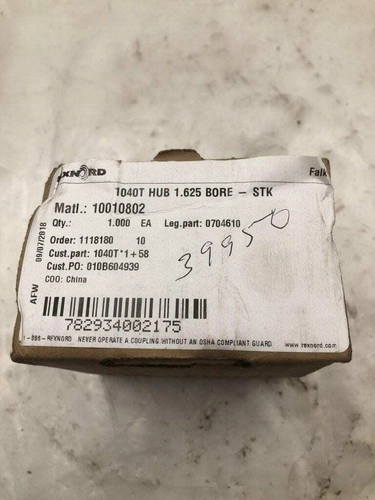 REXNORD Falk
1040T HUB 1.625 BORE – STK
Matl.: 10010802
Qty.: 1.000 EA Leg.part: 0704610
Order: 1118180 10
Cust.part: 1040T*1+58
Cust.PO: 010B604939
COO: China
39950
09/07/2018
AFW
782934002175
-866-REXNORD NEVER OPERATE A COUPLING WITHOUT AN OSHA COMPLIANT GUARD www.rexnord.com